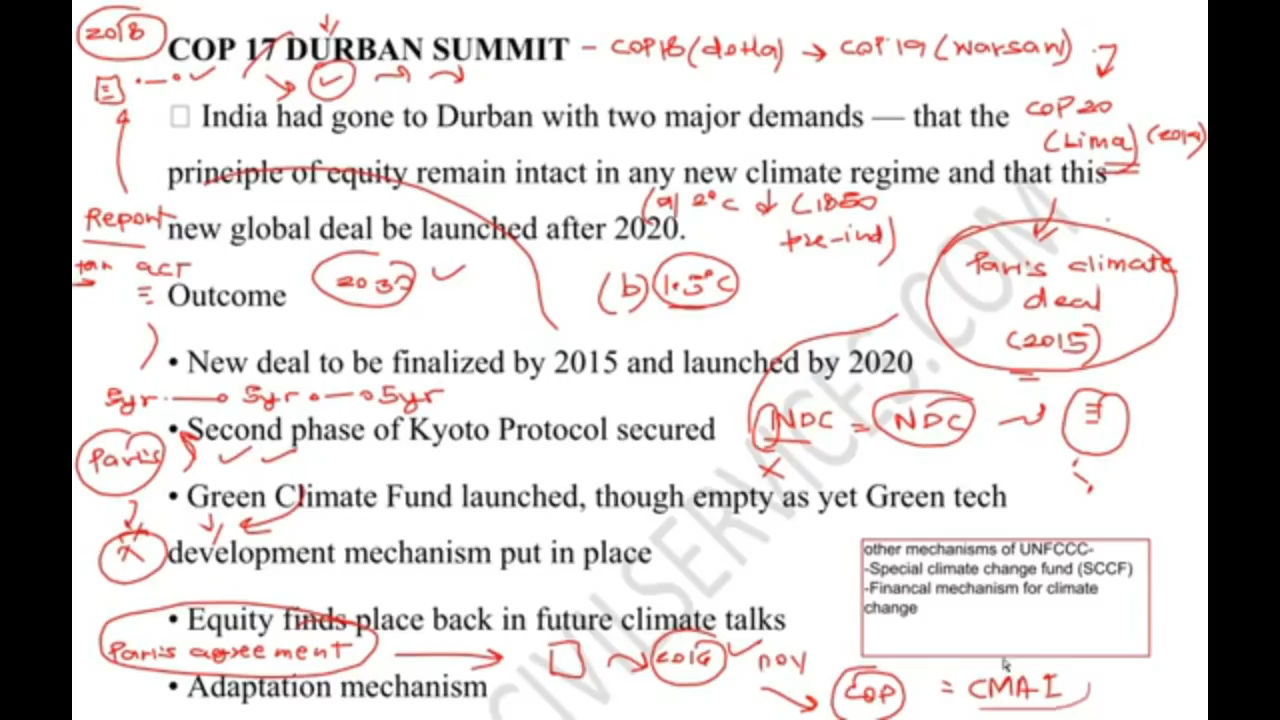 2018
COP 17 DURBAN SUMMIT - COP18 (doHa) → COP 19 (Warsaw)
India had gone to Durban with two major demands — that the
COP 20
(Lima)
principle of equity remain intact in any new climate regime and that this
(a) 2°C ↓ (1850
pre-ind)
Report
new global deal be launched after 2020.
act
Paris climate
deal
(2015)
Outcome
(b) 1.5°C
• New deal to be finalized by 2015 and launched by 2020
5yr 5yr 5yr
NDC = NDC
• Second phase of Kyoto Protocol secured
Paris
• Green Climate Fund launched, though empty as yet Green tech
development mechanism put in place
other mechanisms of UNFCCC-
-Special climate change fund (SCCF)
-Financal mechanism for climate
change
• Equity finds place back in future climate talks
Paris agreement
2016 nov
COP = CMA-I
• Adaptation mechanism
CIVILSERVICES.COM